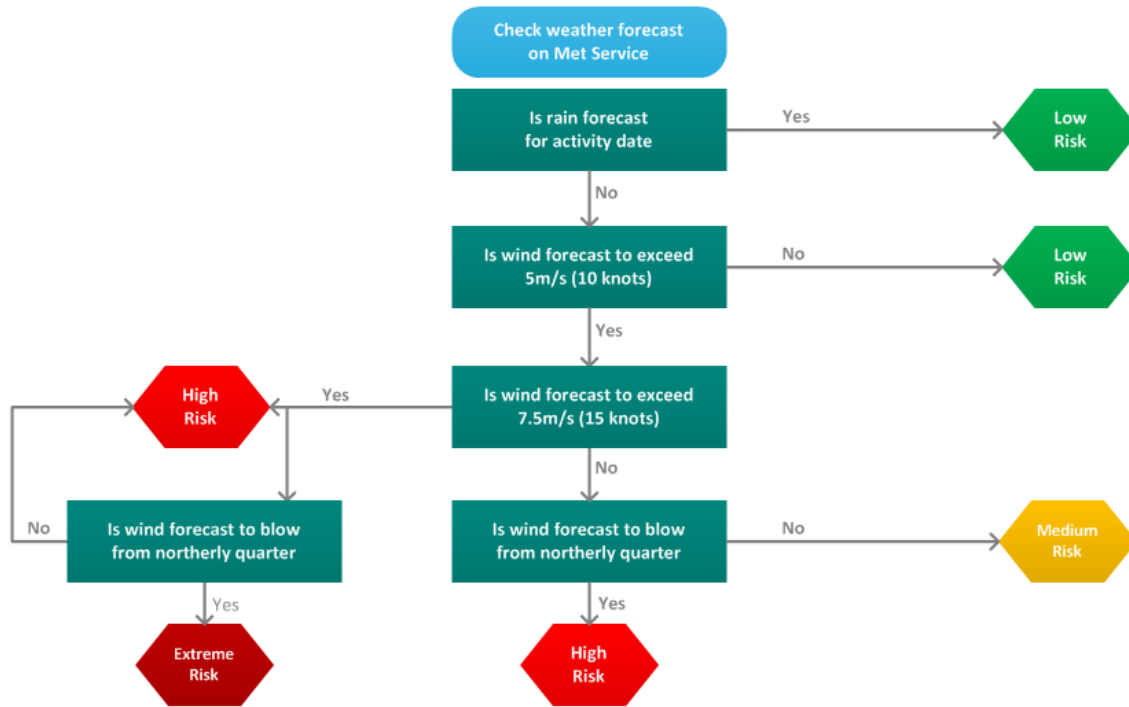 Check weather forecast
on Met Service
Is rain forecast
for activity date
Yes
Low
Risk
No
Is wind forecast to exceed
5m/s (10 knots)
No
Low
Risk
Yes
High
Risk
Yes
Is wind forecast to exceed
7.5m/s (15 knots)
No
No
Is wind forecast to blow
from northerly quarter
Is wind forecast to blow
from northerly quarter
No
Medium
Risk
Yes
Yes
Extreme
Risk
High
Risk